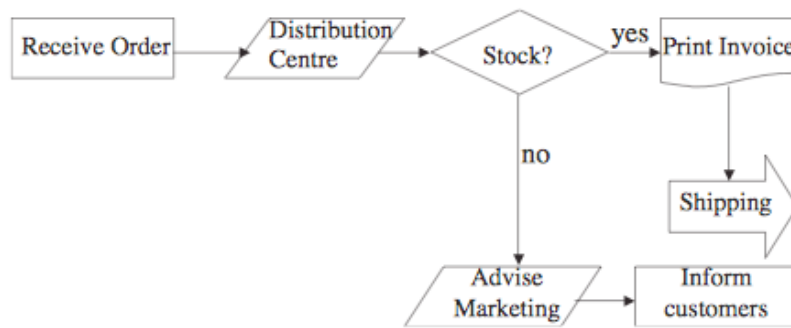 Receive Order
Distribution
Centre
Stock?
yes
Print Invoice
no
Shipping
Advise
Marketing
Inform
customers